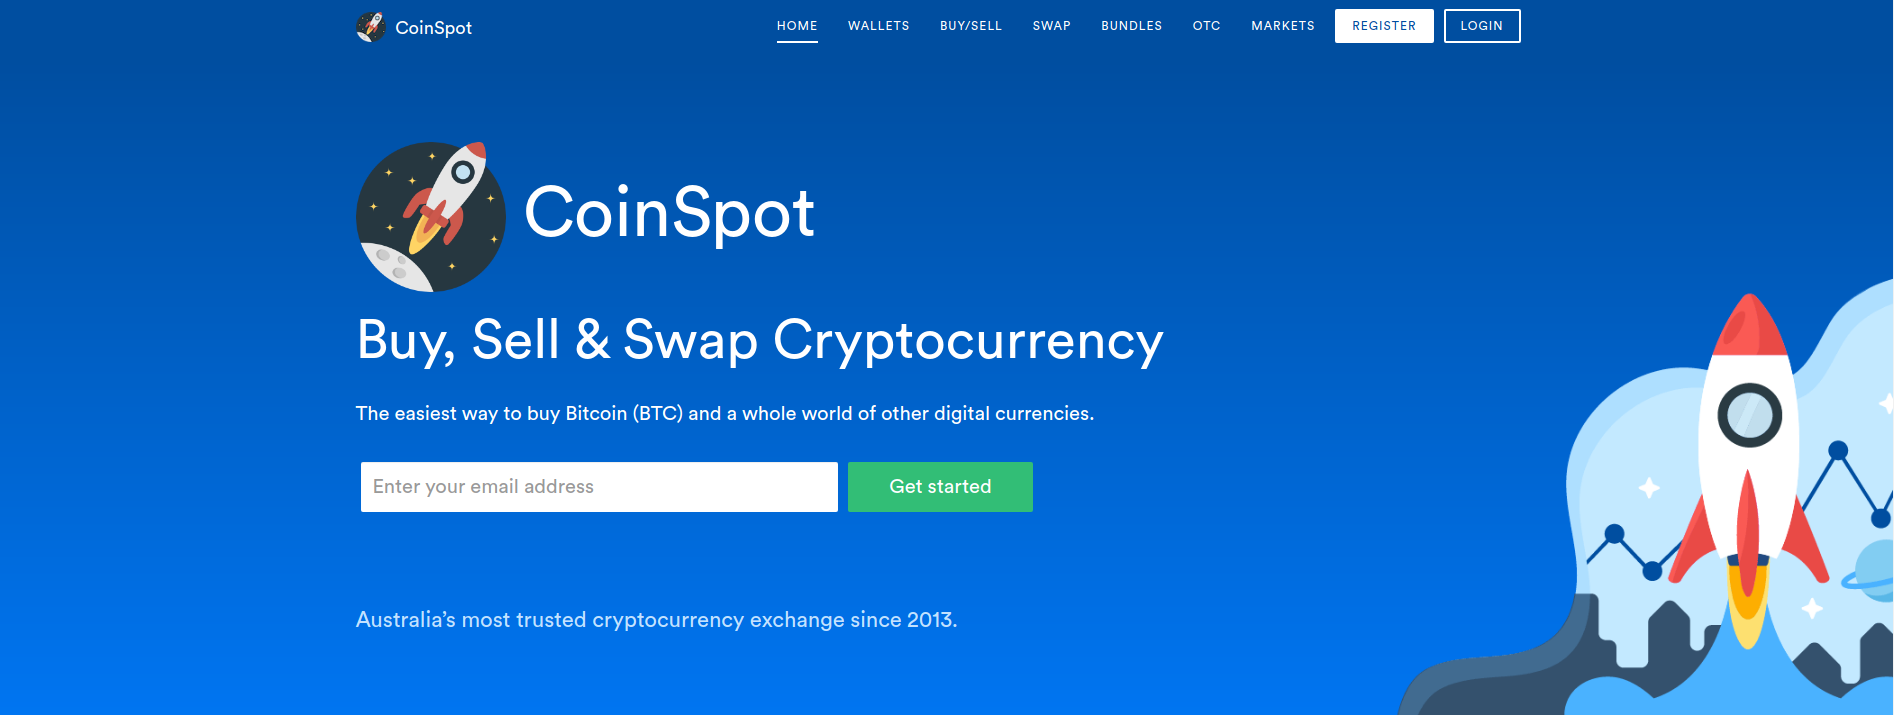 CoinSpot
HOME WALLETS BUY/SELL SWAP BUNDLES OTC MARKETS REGISTER LOGIN
CoinSpot
Buy, Sell & Swap Cryptocurrency
The easiest way to buy Bitcoin (BTC) and a whole world of other digital currencies.
Enter your email address Get started
Australia’s most trusted cryptocurrency exchange since 2013.